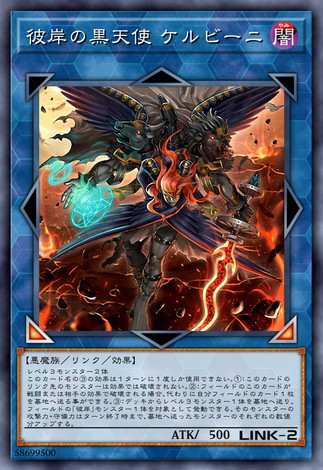 彼岸の黒天使 ケルビーニ
やみ
闇
[悪魔族/リンク/効果]
レベル3モンスター2体
このカード名の③の効果は1ターンに1度しか使用できない。①:このカードの
リンク先のモンスターは効果では破壊されない。②:フィールドのこのカードが
戦闘または相手の効果で破壊される場合、代わりに自分フィールドのカード1枚
を墓地へ送る事ができる。③:デッキからレベル3モンスター1体を墓地へ送り、
フィールドの「彼岸」モンスター1体を対象として発動できる。そのモンスターの
攻撃力・守備力はターン終了時まで、墓地へ送ったモンスターのそれぞれの数値
分アップする。
ATK/ 500 LINK-2
58699500